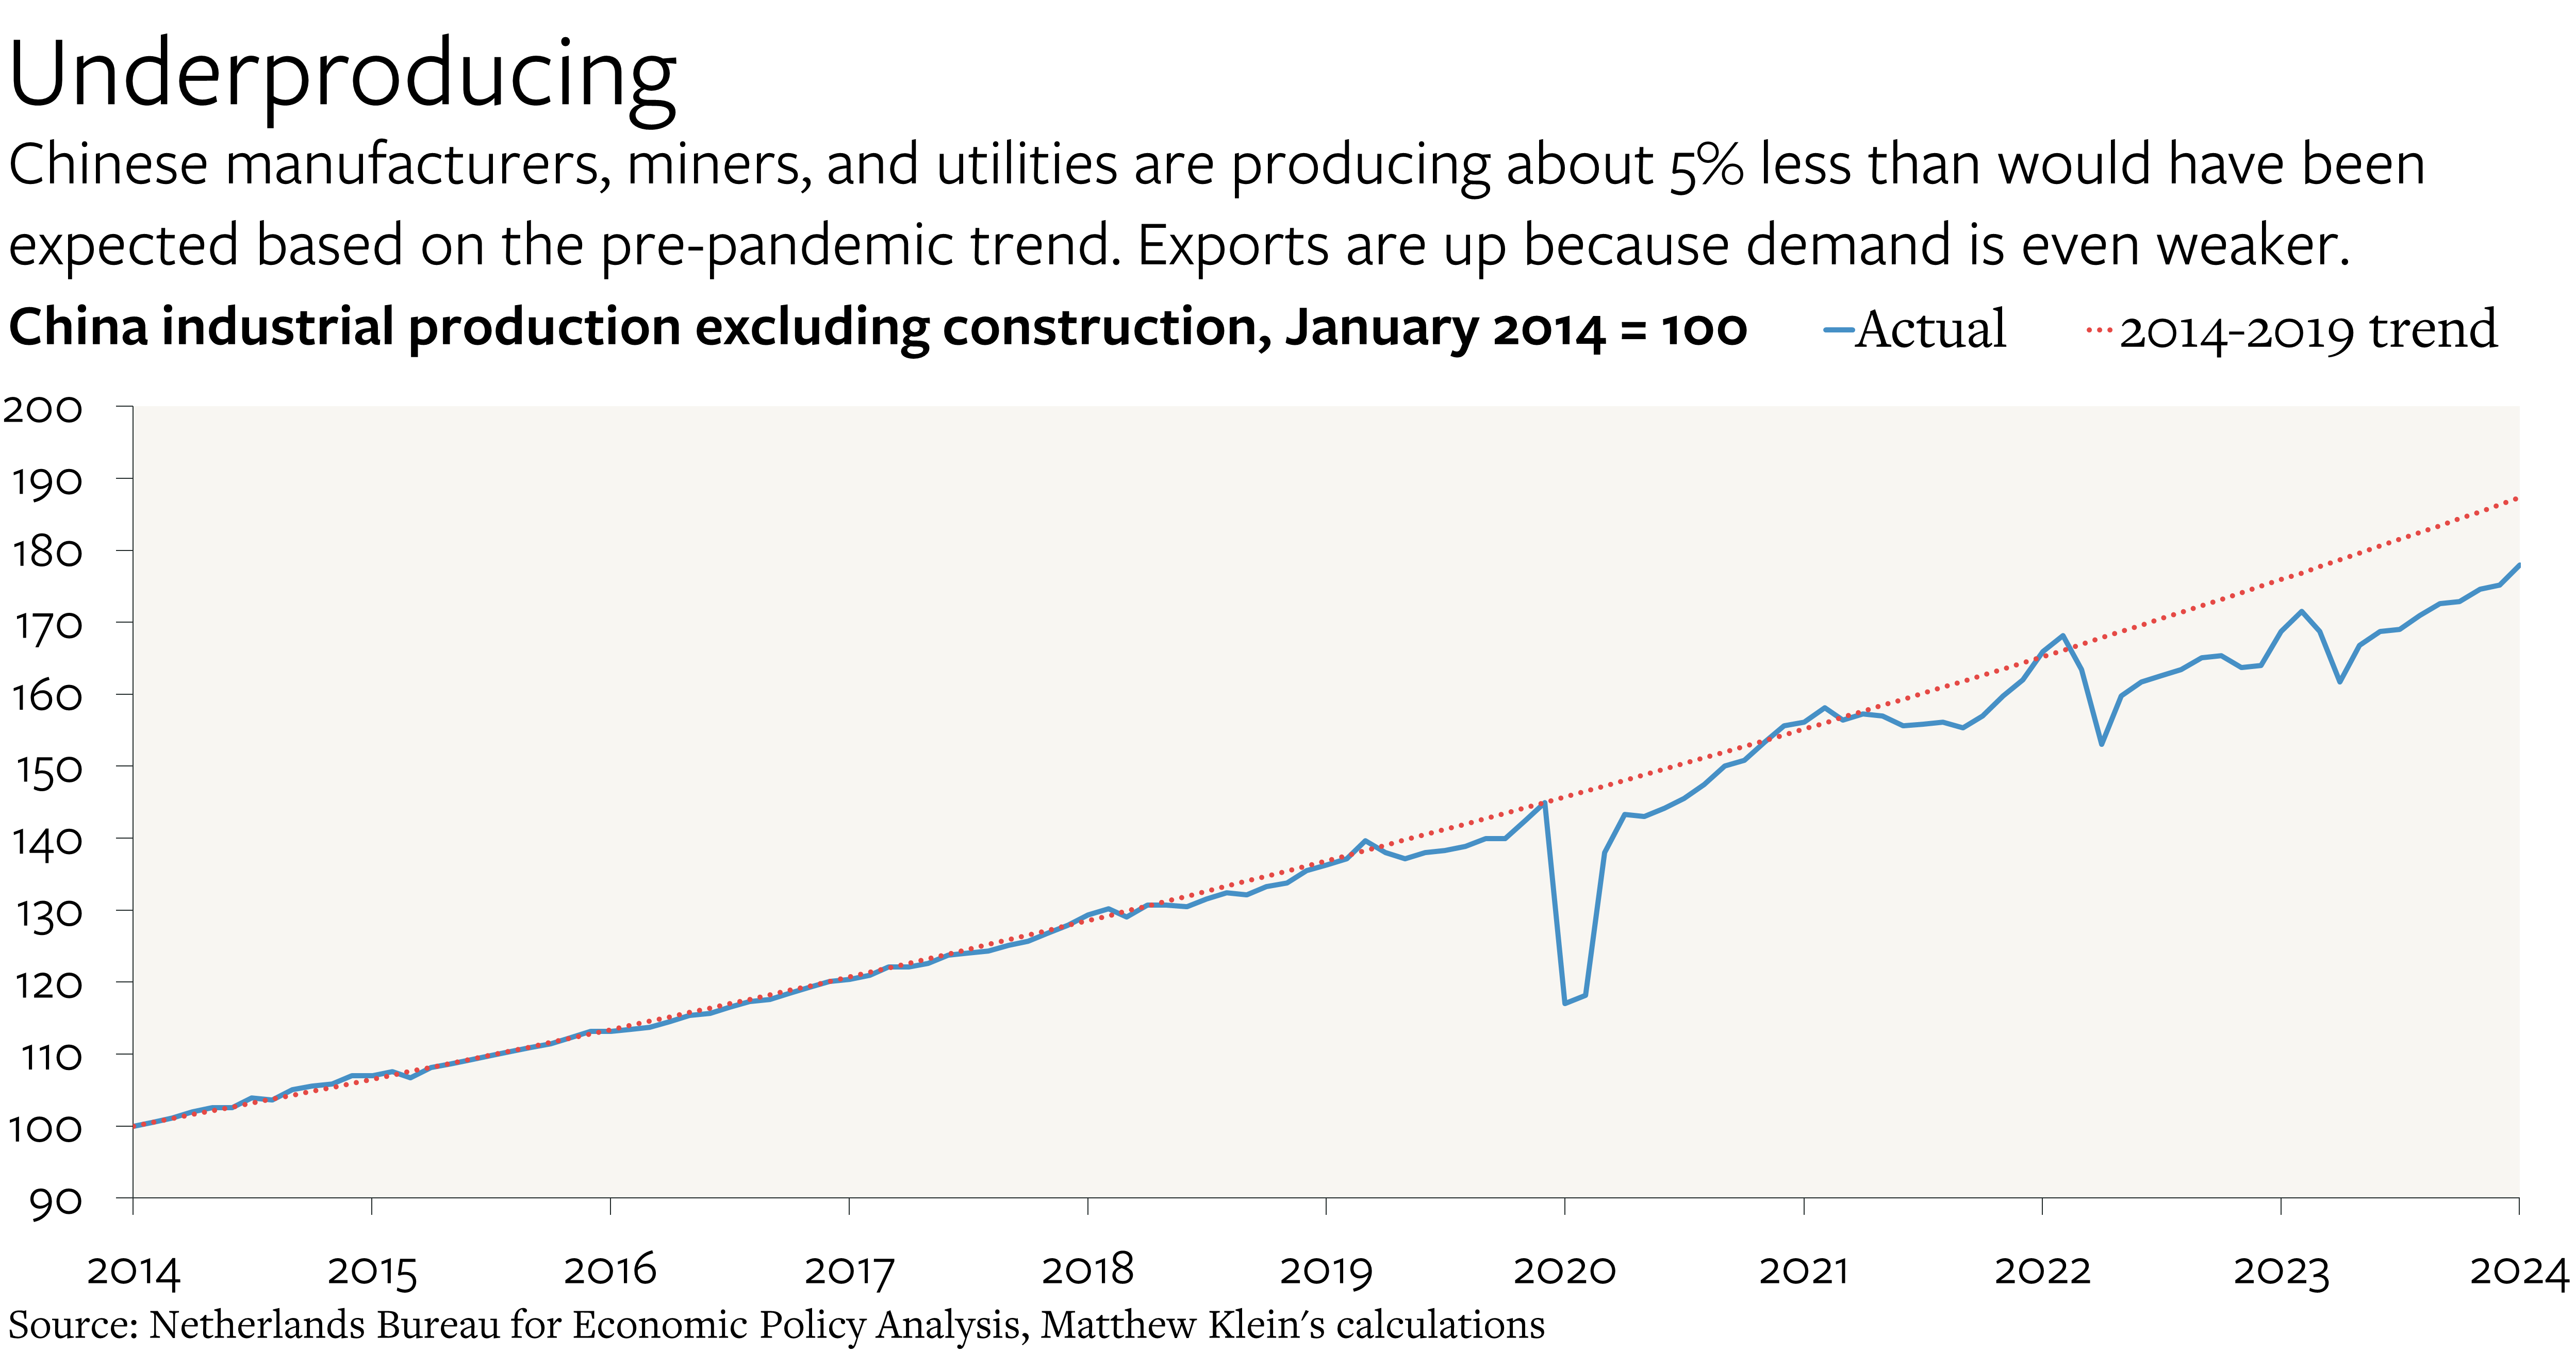 Underproducing
Chinese manufacturers, miners, and utilities are producing about 5% less than would have been
expected based on the pre-pandemic trend. Exports are up because demand is even weaker.
China industrial production excluding construction, January 2014 = 100 Actual 2014-2019 trend
200
190
180
170
160
150
140
130
120
110
100
90
2014 2015 2016 2017 2018 2019 2020 2021 2022 2023 2024
Source: Netherlands Bureau for Economic Policy Analysis, Matthew Klein's calculations